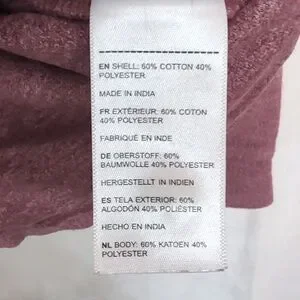 EN SHELL: 60% COTTON 40%
POLYESTER
MADE IN INDIA
FR EXTÉRIEUR: 60% COTON
40% POLYESTER
FABRIQUÉ EN INDE
DE OBERSTOFF: 60%
BAUMWOLLE 40% POLYESTER
HERGESTELLT IN INDIEN
ES TELA EXTERIOR: 60%
ALGODÓN 40% POLIÉSTER
HECHO EN INDIA
NL BODY: 60% KATOEN 40%
POLYESTER